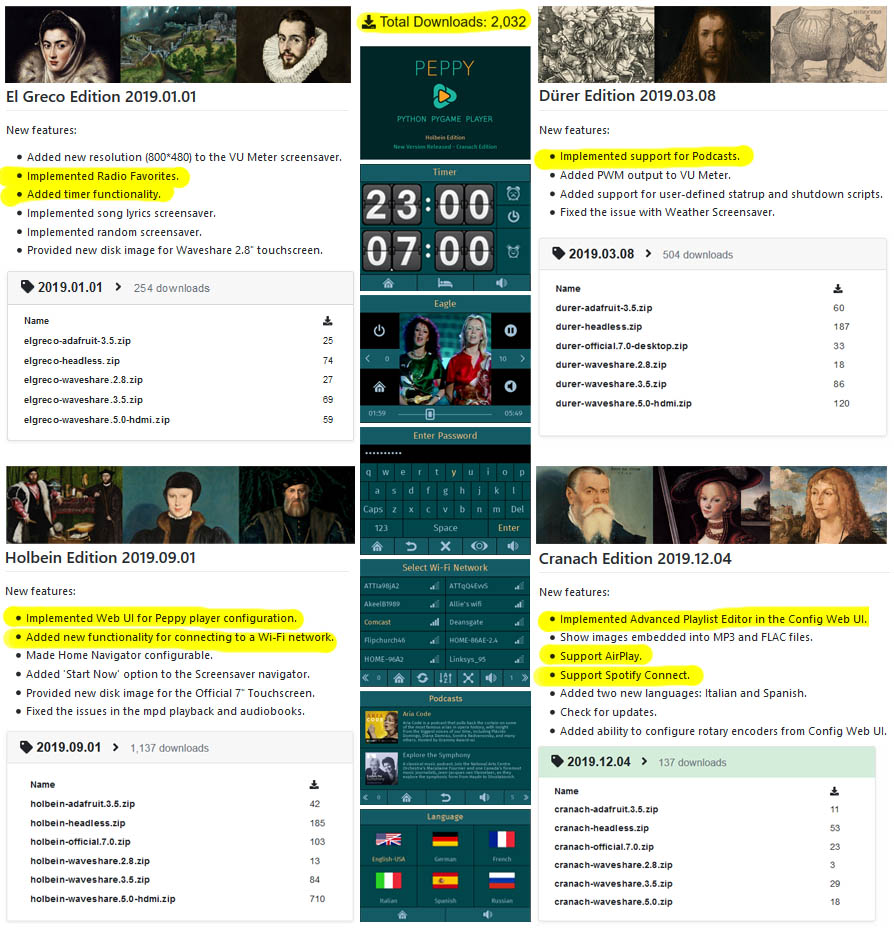 El Greco Edition 2019.01.01
New features:
Added new resolution (800*480) to the VU Meter screensaver.
Implemented Radio Favorites.
Added timer functionality.
Implemented song lyrics screensaver.
Implemented random screensaver.
Provided new disk image for Waveshare 2.8" touchscreen.
2019.01.01 254 downloads
Name
elgreco-adafruit-3.5.zip 25
elgreco-headless.zip 74
elgreco-waveshare.2.8.zip 27
elgreco-waveshare.3.5.zip 69
elgreco-waveshare.5.0-hdmi.zip 59
Holbein Edition 2019.09.01
New features:
Implemented Web UI for Peppy player configuration.
Added new functionality for connecting to a Wi-Fi network.
Made Home Navigator configurable.
Added 'Start Now' option to the Screensaver navigator.
Provided new disk image for the Official 7" Touchscreen.
Fixed the issues in the mpd playback and audiobooks.
2019.09.01 1,137 downloads
Name
holbein-adafruit.3.5.zip 42
holbein-headless.zip 185
holbein-official.7.0.zip 103
holbein-waveshare.2.8.zip 13
holbein-waveshare.3.5.zip 84
holbein-waveshare.5.0-hdmi.zip 710
Total Downloads: 2,032
PEPPY
PYTHON PYGAME PLAYER
Holbein Edition
New Version Released - Cranach Edition
Timer
23:00
07:00
Eagle
0 10
01:59 05:49
Enter Password
**********
q w e r t y u i o p
a s d f g h j k l
Caps z x c v b n m Del
123 Space Enter
Select Wi-Fi Network
ATTia98jA2 ATTqQ4EvvS
AkeelB1989 Allie's wifi
Comcast Deansgate
Flipchurch46 HOME-86AE-2.4
HOME-96A2 Linksys_95
0 1
Podcasts
ARIA CODE
Aria Code
Aria Code is a podcast that pulls back the curtain on some
Explore the Symphony
0 5
Language
English-USA German French
Italian Spanish Russian
Dürer Edition 2019.03.08
New features:
Implemented support for Podcasts.
Added PWM output to VU Meter.
Added support for user-defined statrup and shutdown scripts.
Fixed the issue with Weather Screensaver.
2019.03.08 504 downloads
Name
durer-adafruit-3.5.zip 60
durer-headless.zip 187
durer-official.7.0-desktop.zip 33
durer-waveshare.2.8.zip 18
durer-waveshare.3.5.zip 86
durer-waveshare.5.0-hdmi.zip 120
Cranach Edition 2019.12.04
New features:
Implemented Advanced Playlist Editor in the Config Web UI.
Show images embedded into MP3 and FLAC files.
Support AirPlay.
Support Spotify Connect.
Added two new languages: Italian and Spanish.
Check for updates.
Added ability to configure rotary encoders from Config Web UI.
2019.12.04 137 downloads
Name
cranach-adafruit.3.5.zip 11
cranach-headless.zip 53
cranach-official.7.0.zip 23
cranach-waveshare.2.8.zip 3
cranach-waveshare.3.5.zip 29
cranach-waveshare.5.0.zip 18